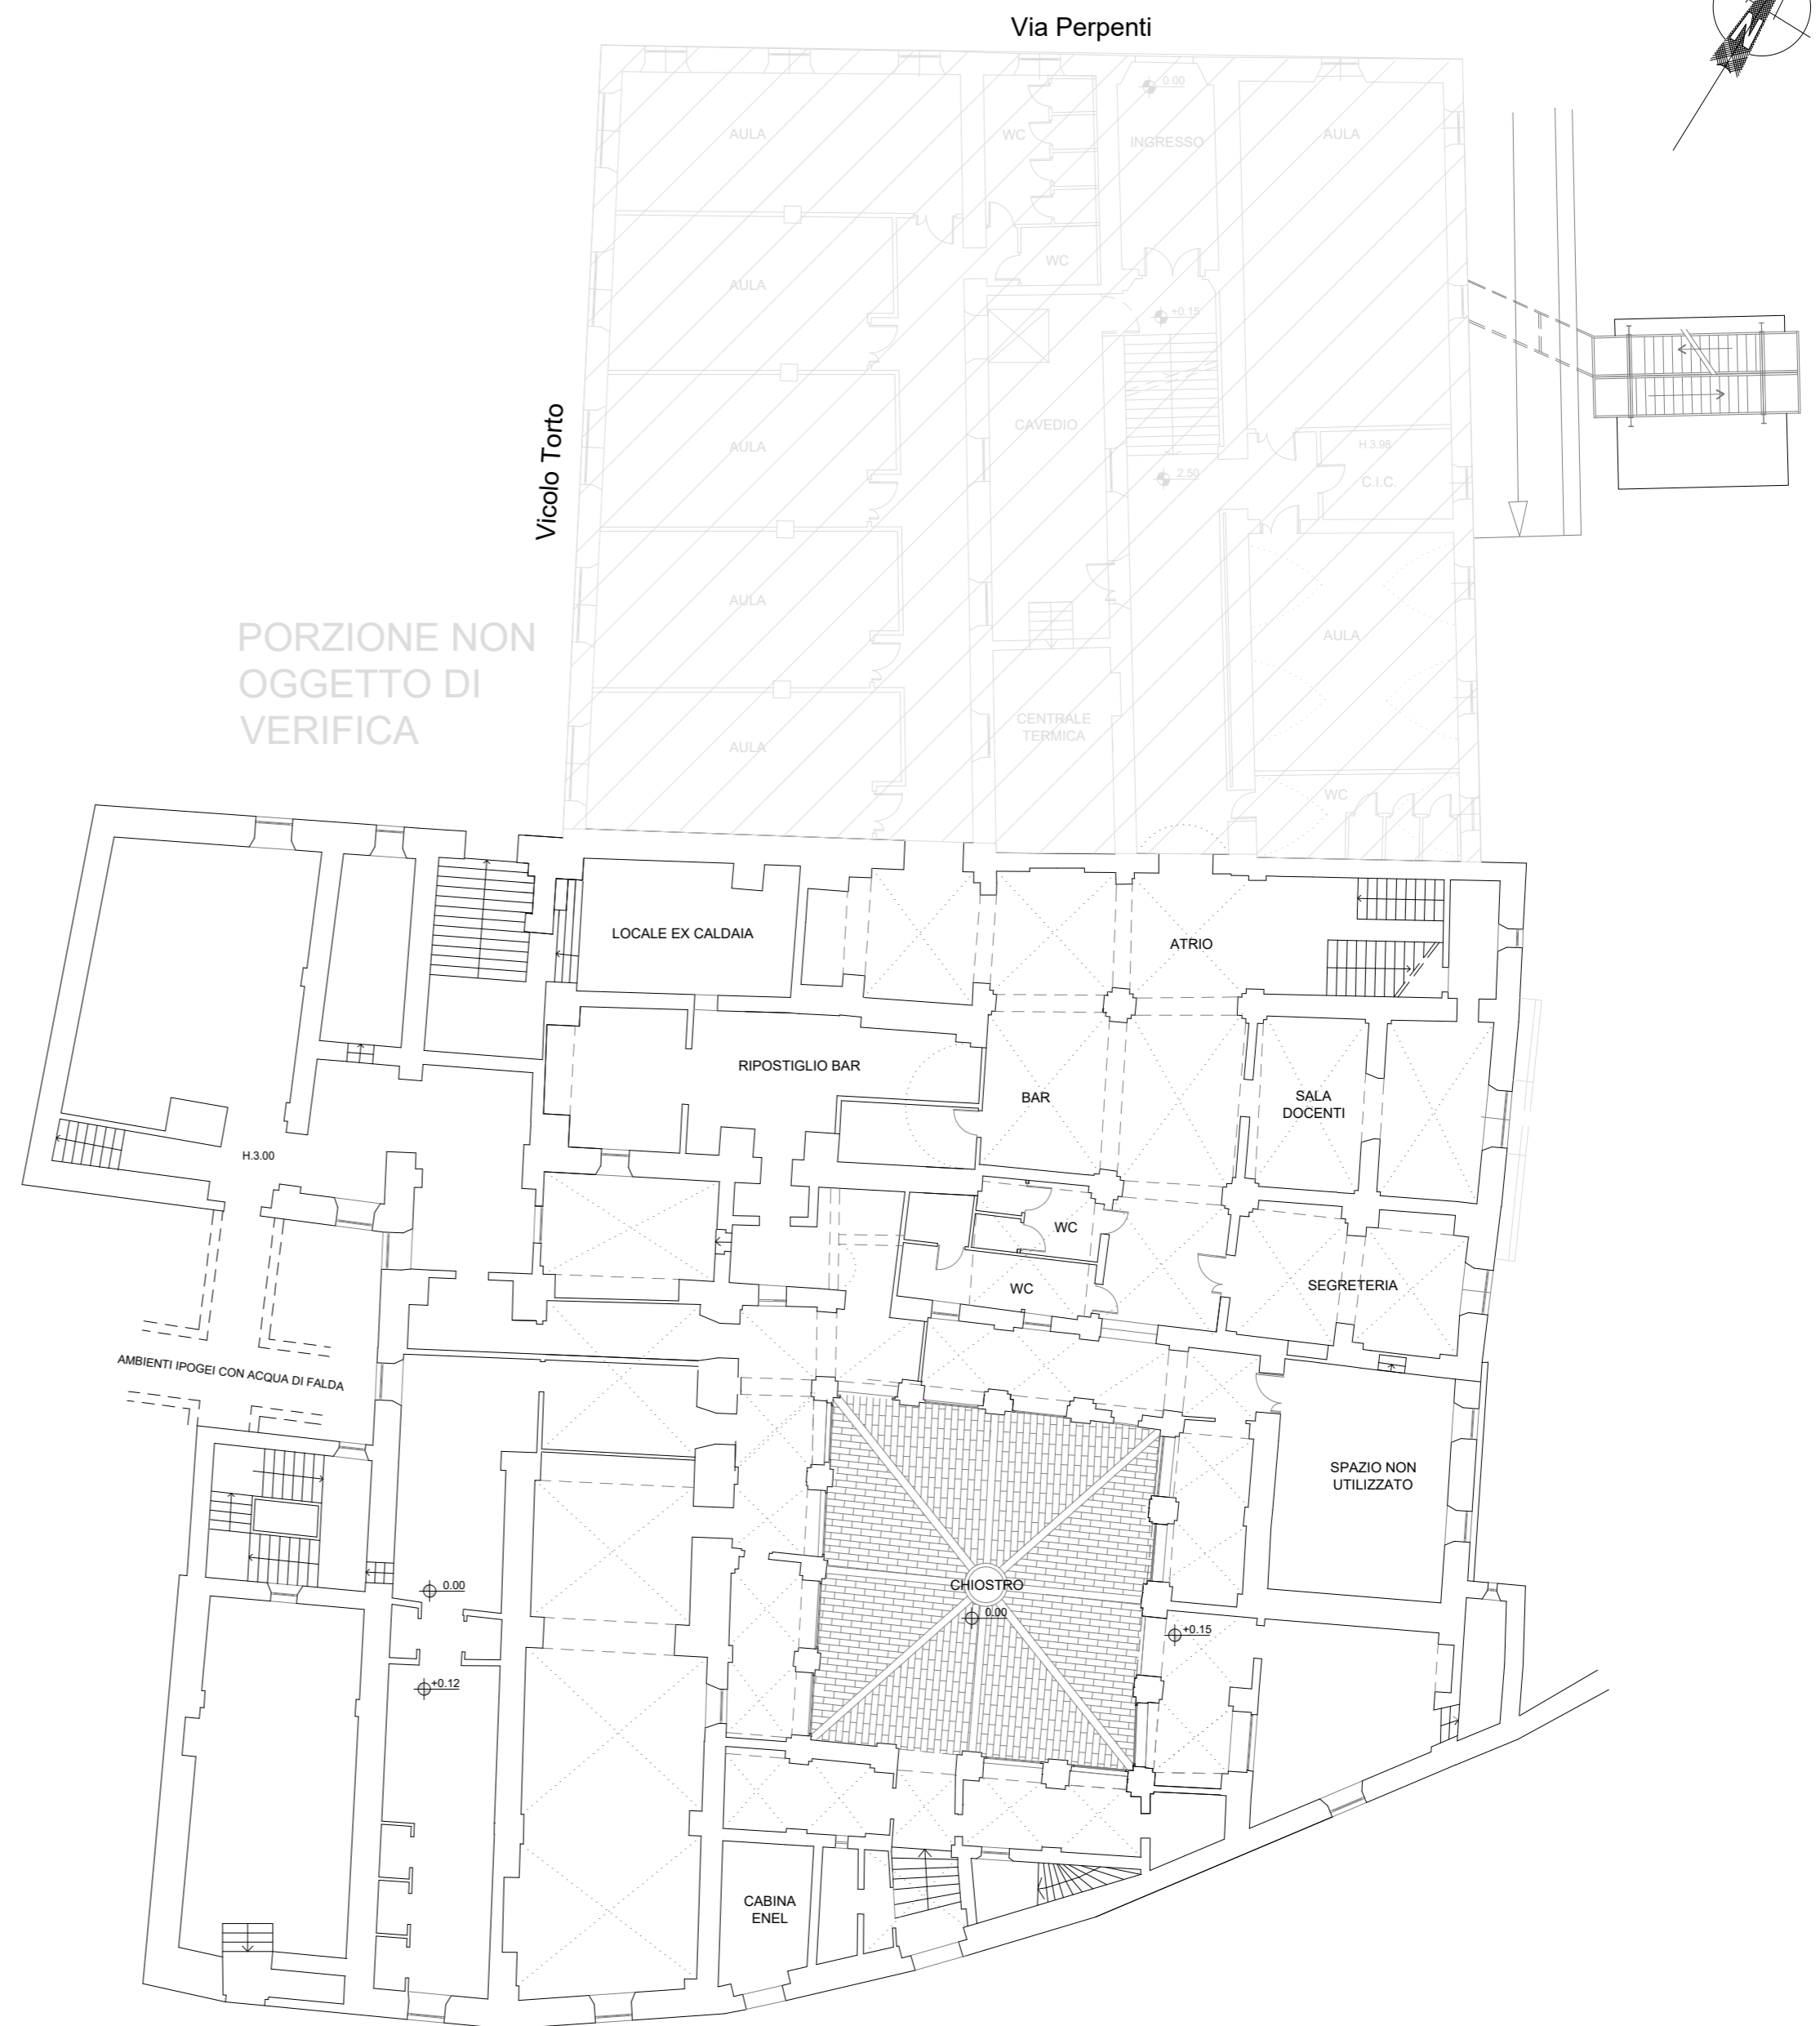 Via Perpenti
N
0.00
AULA
WC
INGRESSO
AULA
WC
AULA
+0.15
Vicolo Torto
CAVEDIO
AULA
H.3.98
C.I.C.
2.50
AULA
AULA
PORZIONE NON
OGGETTO DI
VERIFICA
CENTRALE
TERMICA
AULA
WC
LOCALE EX CALDAIA
ATRIO
RIPOSTIGLIO BAR
BAR
SALA
DOCENTI
H.3.00
WC
WC
SEGRETERIA
AMBIENTI IPOGEI CON ACQUA DI FALDA
SPAZIO NON
UTILIZZATO
0.00
CHIOSTRO
0.00
+0.15
+0.12
CABINA
ENEL